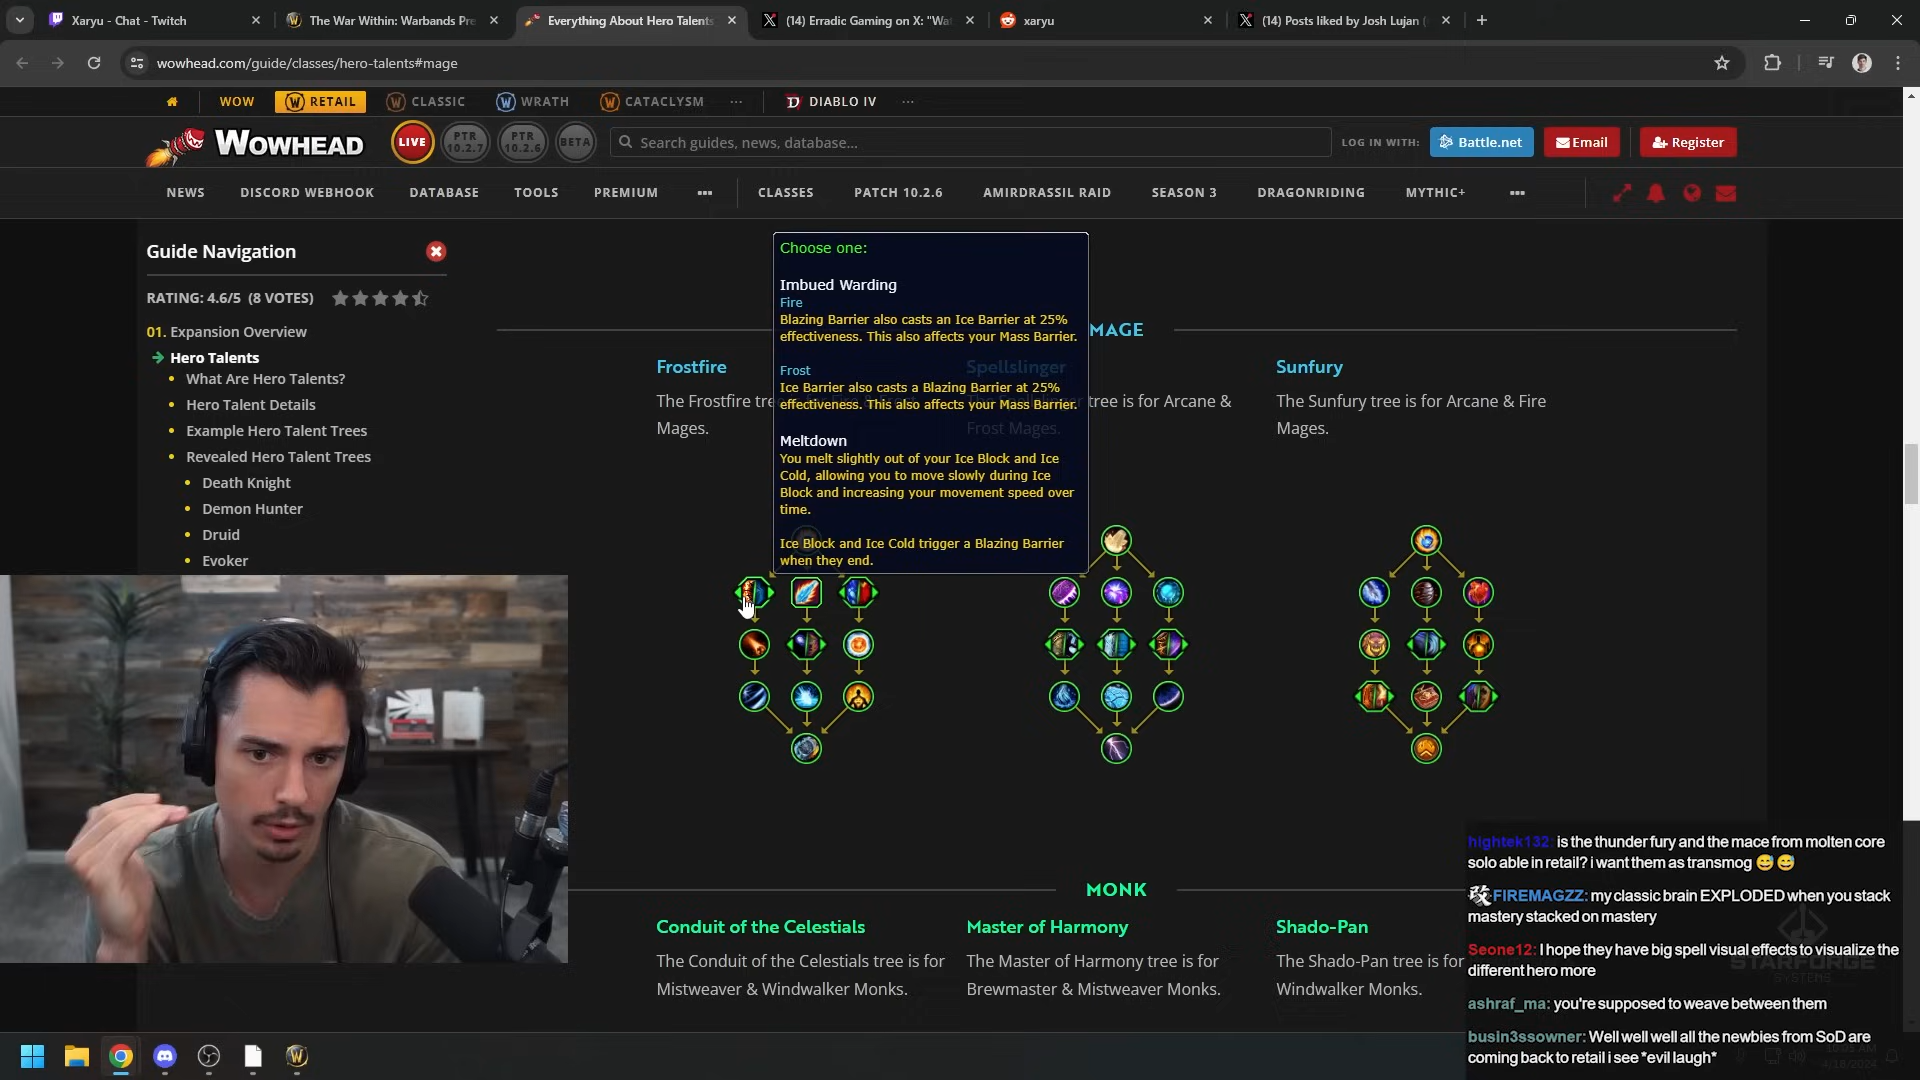 Xaryu - Chat - Twitch
The War Within: Warbands Pre
Everything About Hero Talents
(14) Erradic Gaming on X: "Wat
xaryu
(14) Posts liked by Josh Lujan (
wowhead.com/guide/classes/hero-talents#mage
WOW
RETAIL
CLASSIC
WRATH
CATACLYSM
DIABLO IV
WOWHEAD
LIVE
PTR
10.2.7
PTR
10.2.6
BETA
Search guides, news, database...
LOG IN WITH:
Battle.net
Email
Register
NEWS
DISCORD WEBHOOK
DATABASE
TOOLS
PREMIUM
CLASSES
PATCH 10.2.6
AMIRDRASSIL RAID
SEASON 3
DRAGONRIDING
MYTHIC+
Guide Navigation
RATING: 4.6/5 (8 VOTES)
01. Expansion Overview
Hero Talents
What Are Hero Talents?
Hero Talent Details
Example Hero Talent Trees
Revealed Hero Talent Trees
Death Knight
Demon Hunter
Druid
Evoker
Choose one:
Imbued Warding
Fire
Blazing Barrier also casts an Ice Barrier at 25%
effectiveness. This also affects your Mass Barrier.
Frost
Ice Barrier also casts a Blazing Barrier at 25%
effectiveness. This also affects your Mass Barrier.
Meltdown
You melt slightly out of your Ice Block and Ice
Cold, allowing you to move slowly during Ice
Block and increasing your movement speed over
time.
Ice Block and Ice Cold trigger a Blazing Barrier
when they end.
MAGE
Frostfire
The Frostfire tre
Mages.
Spellslinger
tree is for Arcane &
Frost Mages.
Sunfury
The Sunfury tree is for Arcane & Fire
Mages.
MONK
Conduit of the Celestials
The Conduit of the Celestials tree is for
Mistweaver & Windwalker Monks.
Master of Harmony
The Master of Harmony tree is for
Brewmaster & Mistweaver Monks.
Shado-Pan
The Shado-Pan tree is for
Windwalker Monks.
hightek132: is the thunder fury and the mace from molten core
solo able in retail? i want them as transmog 😅 😅
FIREMAGZZ: my classic brain EXPLODED when you stack
mastery stacked on mastery
Seone12: I hope they have big spell visual effects to visualize the
different hero more
ashraf_ma: you're supposed to weave between them
busin3ssowner: Well well well all the newbies from SoD are
coming back to retail i see *evil laugh*
STARFORGE
SYSTEMS